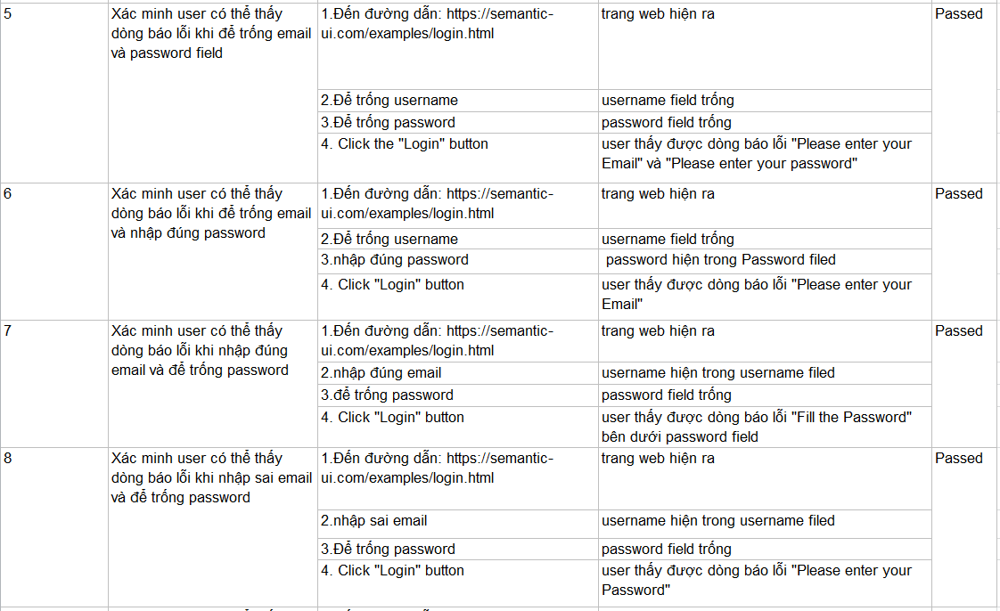 5
Xác minh user có thể thấy
dòng báo lỗi khi để trống email
và password field
1.Đến đường dẫn: https://semantic-
ui.com/examples/login.html
trang web hiện ra
Passed
2.Để trống username
username field trống
3.Để trống password
password field trống
4. Click the "Login" button
user thấy được dòng báo lỗi "Please enter your
Email" và "Please enter your password"
6
Xác minh user có thể thấy
dòng báo lỗi khi để trống email
và nhập đúng password
1.Đến đường dẫn: https://semantic-
ui.com/examples/login.html
trang web hiện ra
Passed
2.Để trống username
username field trống
3.nhập đúng password
password hiện trong Password filed
4. Click "Login" button
user thấy được dòng báo lỗi "Please enter your
Email"
7
Xác minh user có thể thấy
dòng báo lỗi khi nhập đúng
email và để trống password
1.Đến đường dẫn: https://semantic-
ui.com/examples/login.html
trang web hiện ra
Passed
2.nhập đúng email
username hiện trong username filed
3.để trống password
password field trống
4. Click "Login" button
user thấy được dòng báo lỗi "Fill the Password"
bên dưới password field
8
Xác minh user có thể thấy
dòng báo lỗi khi nhập sai email
và để trống password
1.Đến đường dẫn: https://semantic-
ui.com/examples/login.html
trang web hiện ra
Passed
2.nhập sai email
username hiện trong username filed
3.Để trống password
password field trống
4. Click "Login" button
user thấy được dòng báo lỗi "Please enter your
Password"